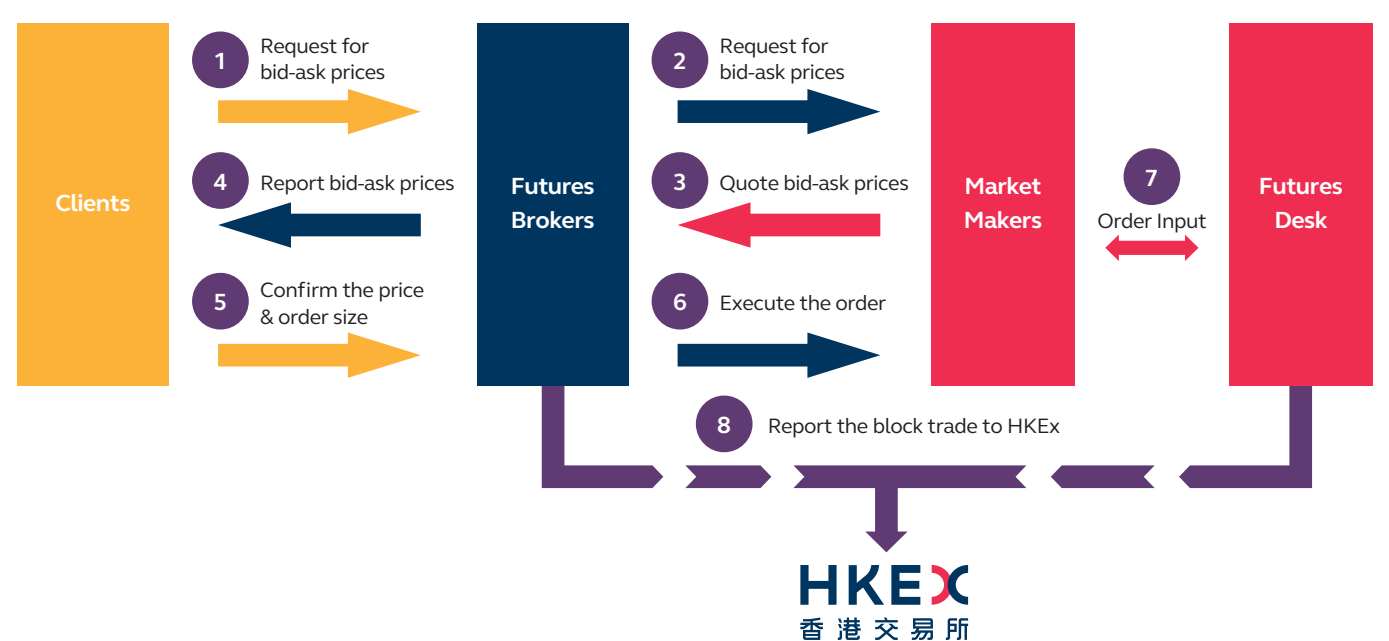 1
Request for
bid-ask prices
2
Request for
bid-ask prices
Clients
4
Report bid-ask prices
Futures
Brokers
3
Quote bid-ask prices
Market
Makers
7
Order Input
Futures
Desk
5
Confirm the price
& order size
6
Execute the order
8
Report the block trade to HKEx
HKEX
香港交易所